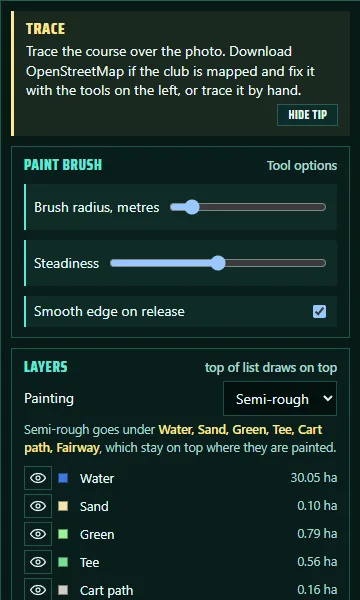 TRACE
Trace the course over the photo. Download
OpenStreetMap if the club is mapped and fix it
with the tools on the left, or trace it by hand.
HIDE TIP
PAINT BRUSH Tool options
Brush radius, metres
Steadiness
Smooth edge on release
LAYERS top of list draws on top
Painting Semi-rough
Semi-rough goes under Water, Sand, Green, Tee, Cart
path, Fairway, which stay on top where they are painted.
Water 30.05 ha
Sand 0.10 ha
Green 0.79 ha
Tee 0.56 ha
Cart path 0.16 ha